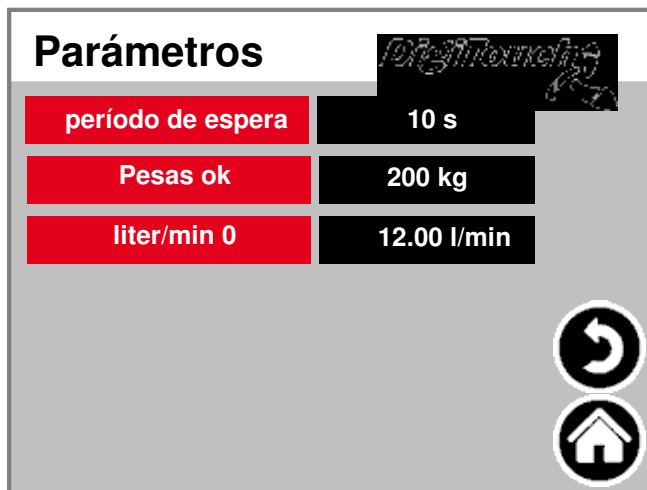 Parámetros
DigiTouch
período de espera 10 s
Pesas ok 200 kg
liter/min 0 12.00 l/min